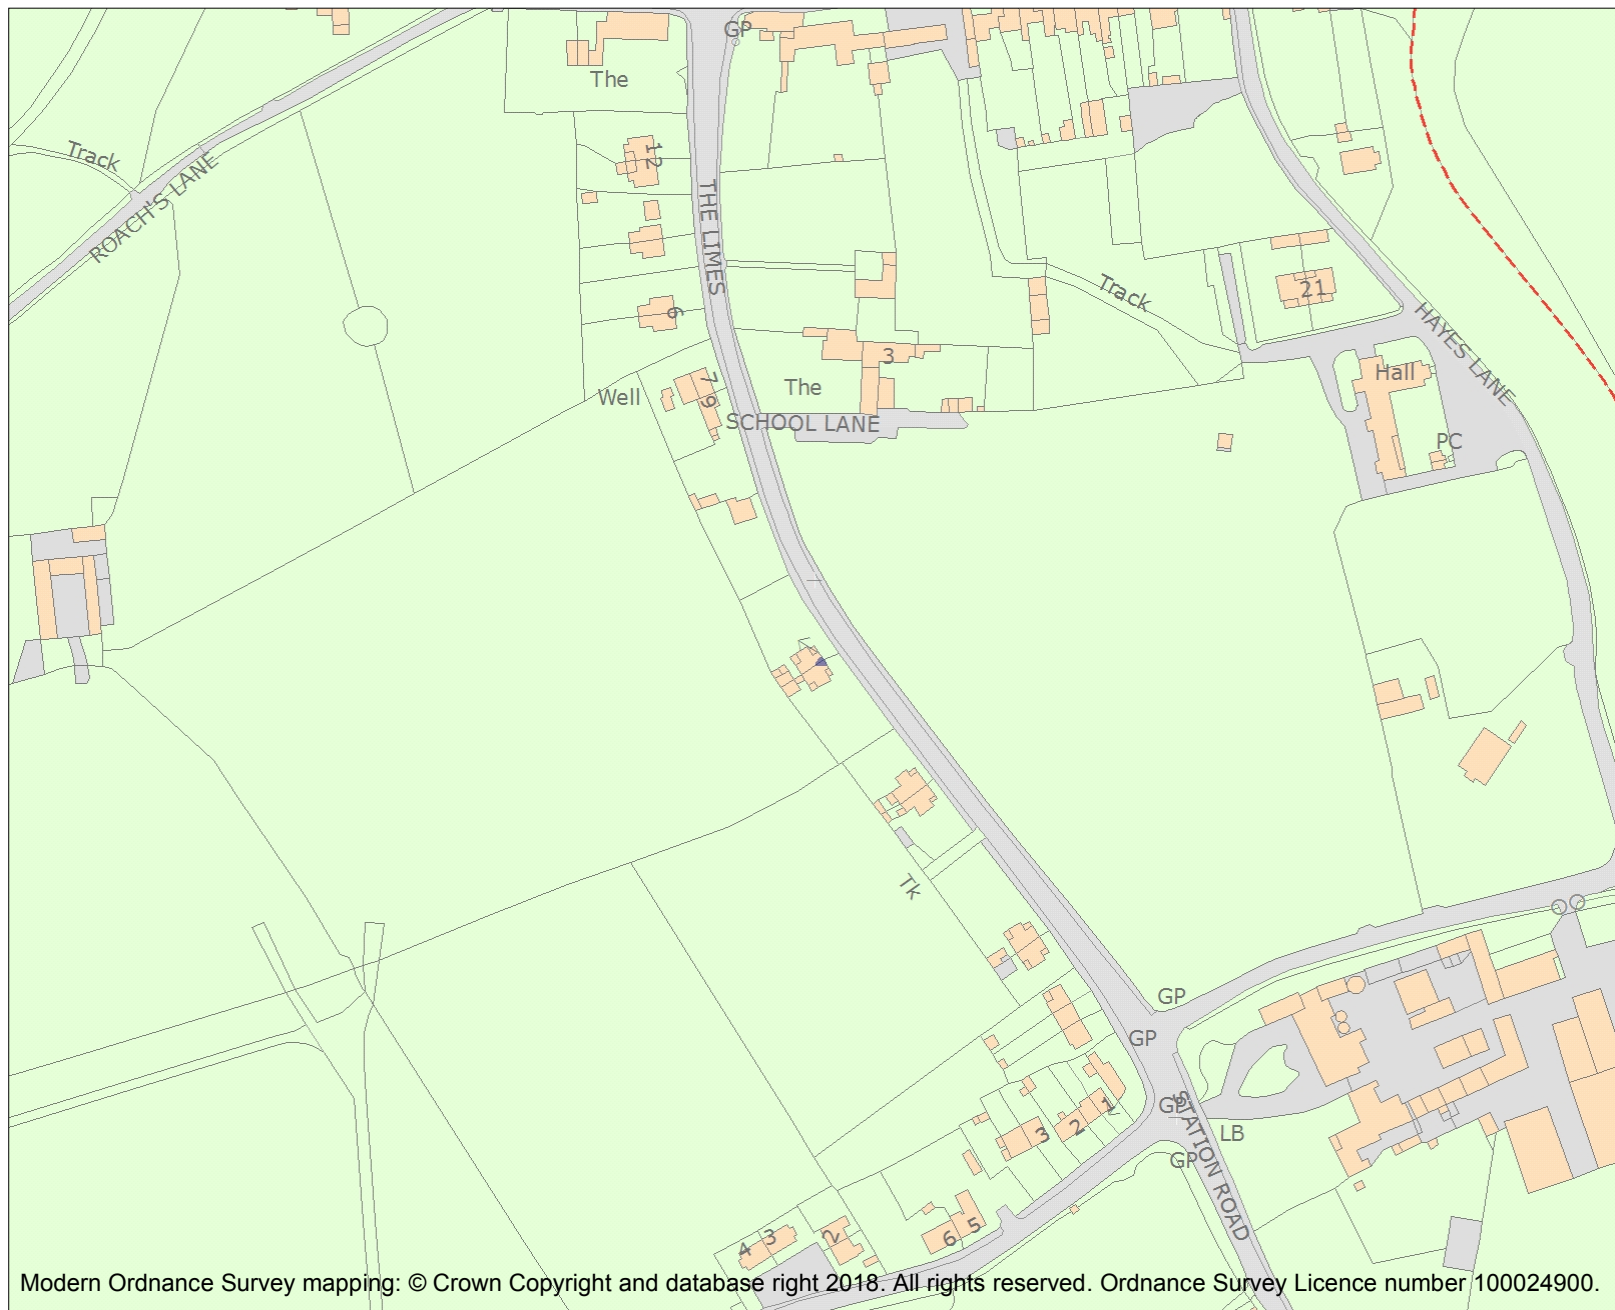 GP
The
Track
12
ROACH'S LANE
THE LIMES
Track
21
6
HAYES LANE
3
Hall
The
7
9
Well
SCHOOL LANE
PC
Tk
GP
GP
GP
1
STATION ROAD
2
3
LB
GP
5
6
2
3
4
Modern Ordnance Survey mapping: © Crown Copyright and database right 2018. All rights reserved. Ordnance Survey Licence number 100024900.